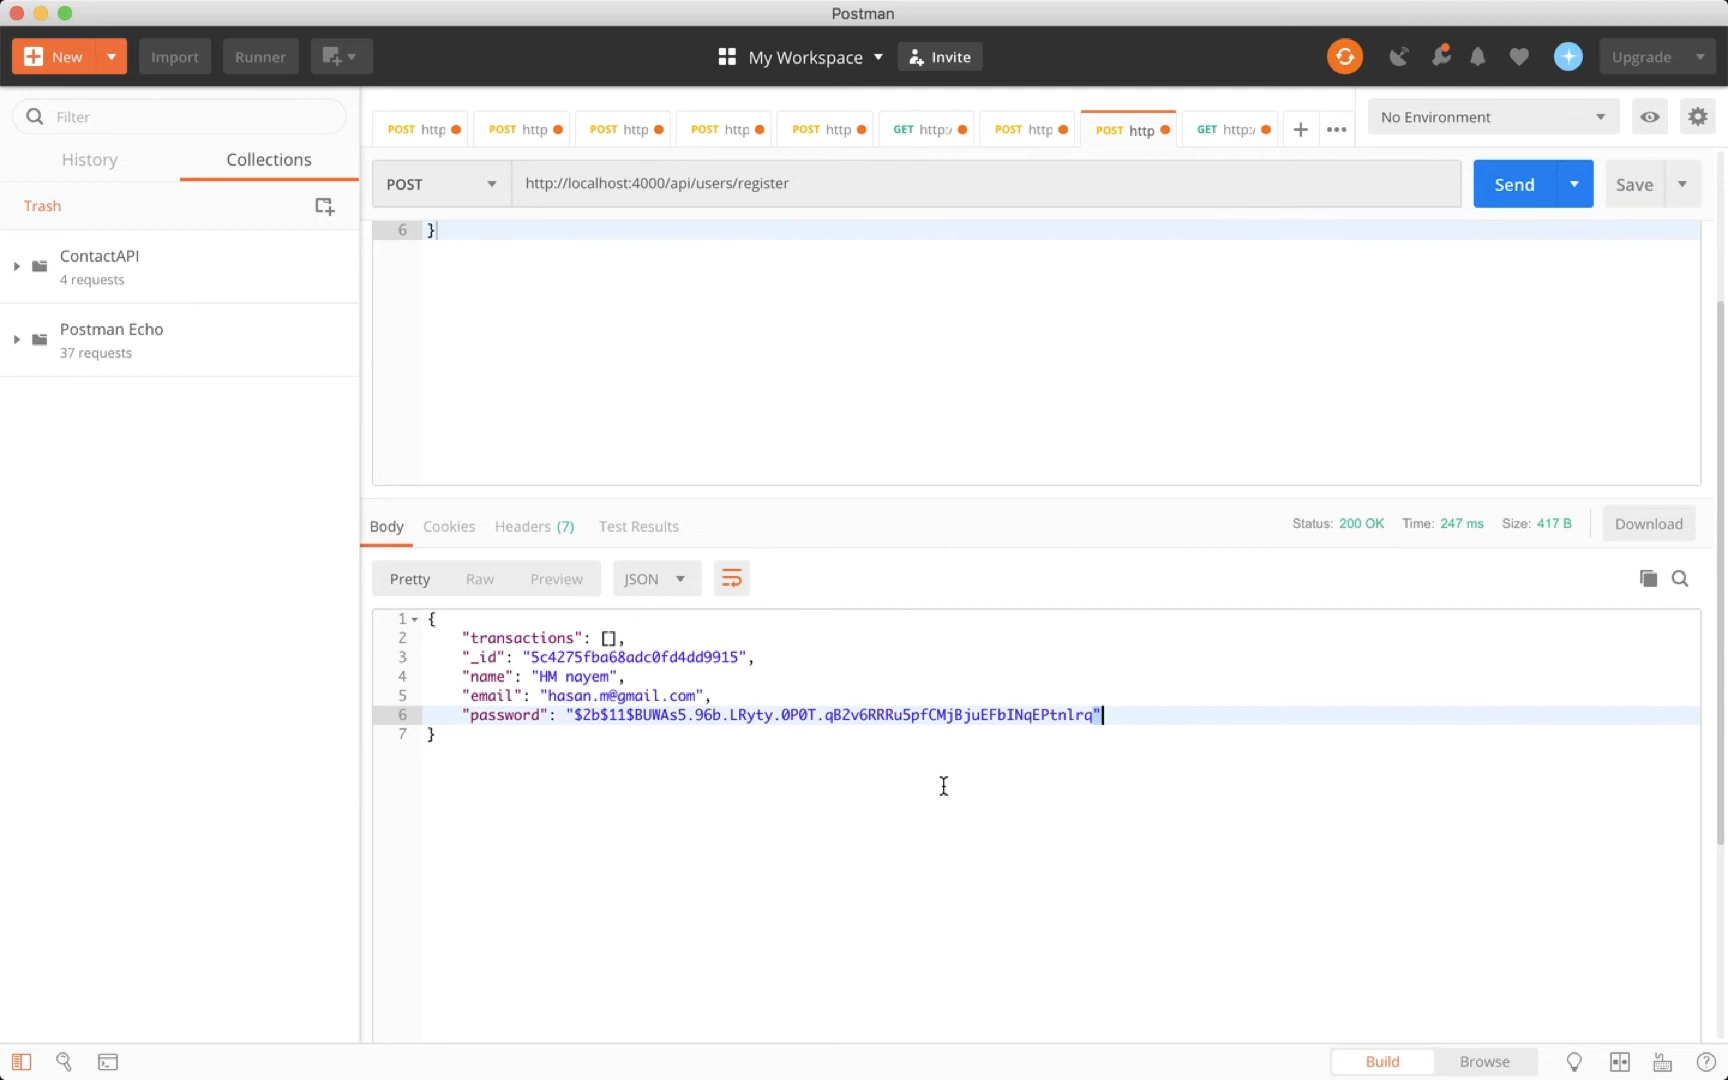 Postman
New
Import
Runner
My Workspace
Invite
Upgrade
Filter
History
Collections
Trash
ContactAPI
4 requests
Postman Echo
37 requests
POST http
POST http
POST http
POST http
POST http
GET http:/
POST http
POST http
GET http:/
No Environment
POST
http://localhost:4000/api/users/register
Send
Save
6 }
Body
Cookies
Headers (7)
Test Results
Status: 200 OK
Time: 247 ms
Size: 417 B
Download
Pretty
Raw
Preview
JSON
1 {
2 "transactions": [],
3 "_id": "5c4275fba68adc0fd4dd9915",
4 "name": "HM nayem",
5 "email": "hasan.m@gmail.com",
6 "password": "$2b$11$BUWAs5.96b.LRyty.0P0T.qB2v6RRRu5pfCMjBjuEFbINqEPtnlrq"
7 }
Build
Browse